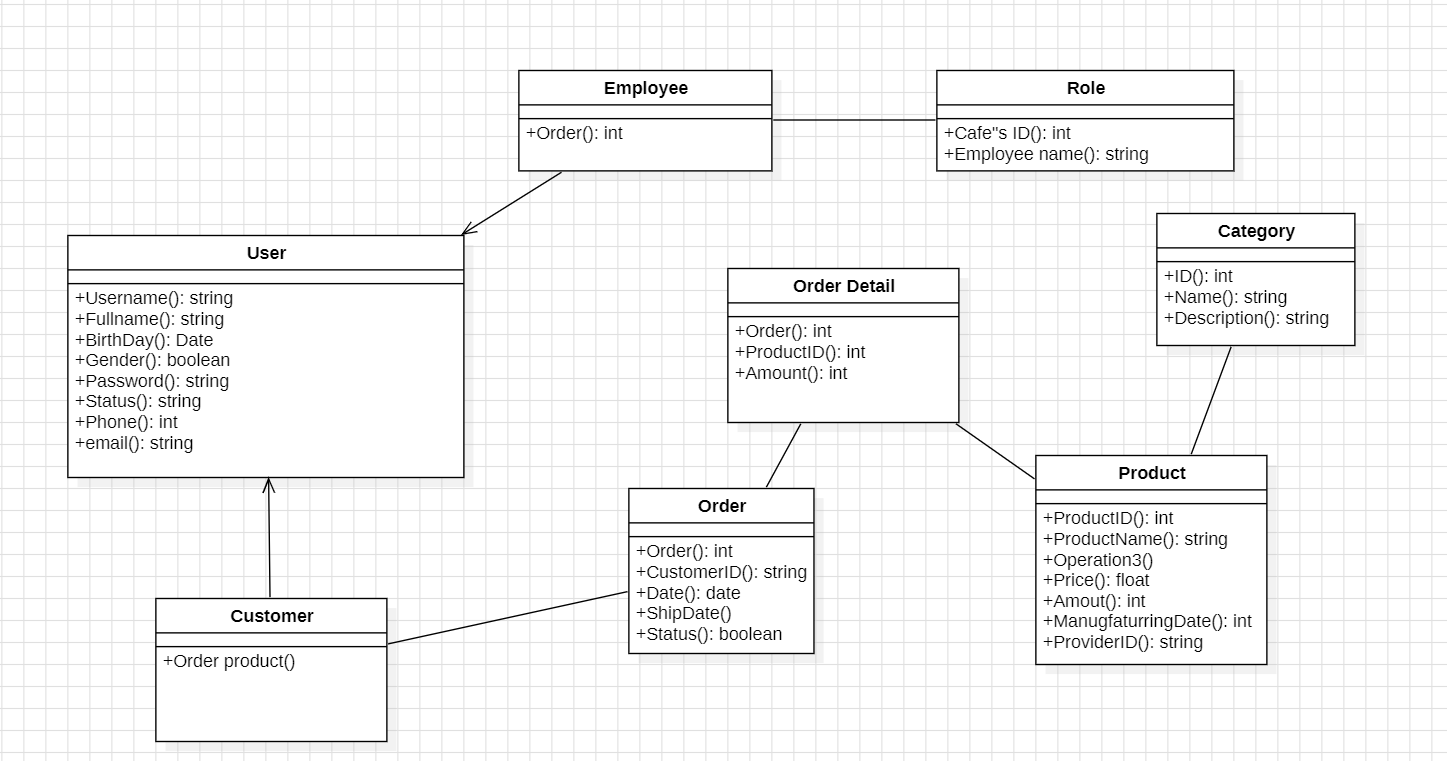 Employee
+Order(): int
Role
+Cafe"s ID(): int
+Employee name(): string
User
+Username(): string
+Fullname(): string
+BirthDay(): Date
+Gender(): boolean
+Password(): string
+Status(): string
+Phone(): int
+email(): string
Category
+ID(): int
+Name(): string
+Description(): string
Order Detail
+Order(): int
+ProductID(): int
+Amount(): int
Product
+ProductID(): int
+ProductName(): string
+Operation3()
+Price(): float
+Amout(): int
+ManugfaturringDate(): int
+ProviderID(): string
Order
+Order(): int
+CustomerID(): string
+Date(): date
+ShipDate()
+Status(): boolean
Customer
+Order product()